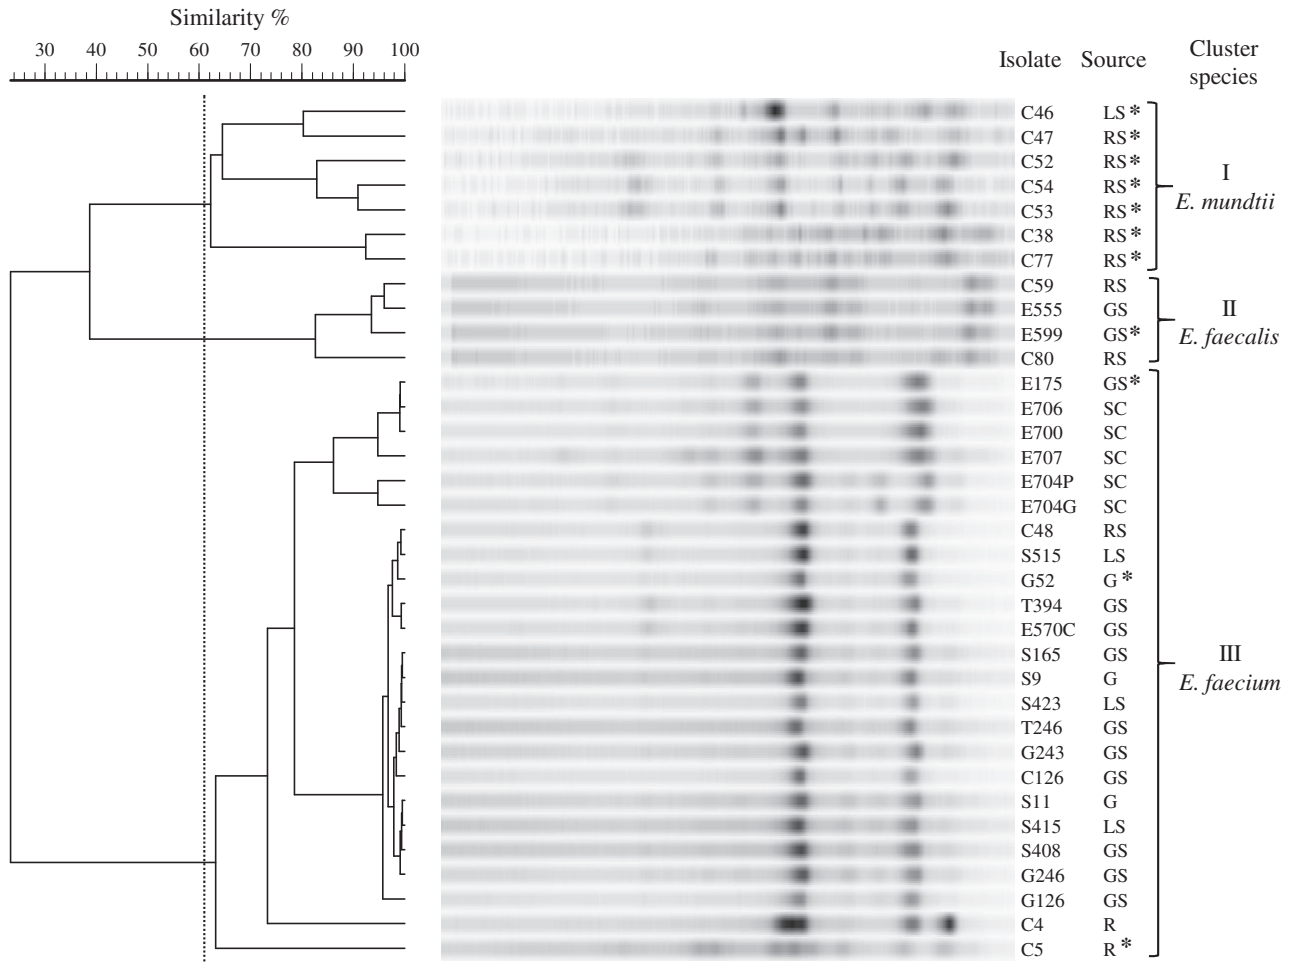 Similarity %
30 40 50 60 70 80 90 100
Isolate Source Cluster species
C46 LS*
C47 RS*
C52 RS*
C54 RS*
C53 RS*
C38 RS*
C77 RS*
I
E. mundtii
C59 RS
E555 GS
E599 GS*
C80 RS
II
E. faecalis
E175 GS*
E706 SC
E700 SC
E707 SC
E704P SC
E704G SC
C48 RS
S515 LS
G52 G*
T394 GS
E570C GS
S165 GS
S9 G
S423 LS
T246 GS
G243 GS
C126 GS
S11 G
S415 LS
S408 GS
G246 GS
G126 GS
C4 R
C5 R*
III
E. faecium